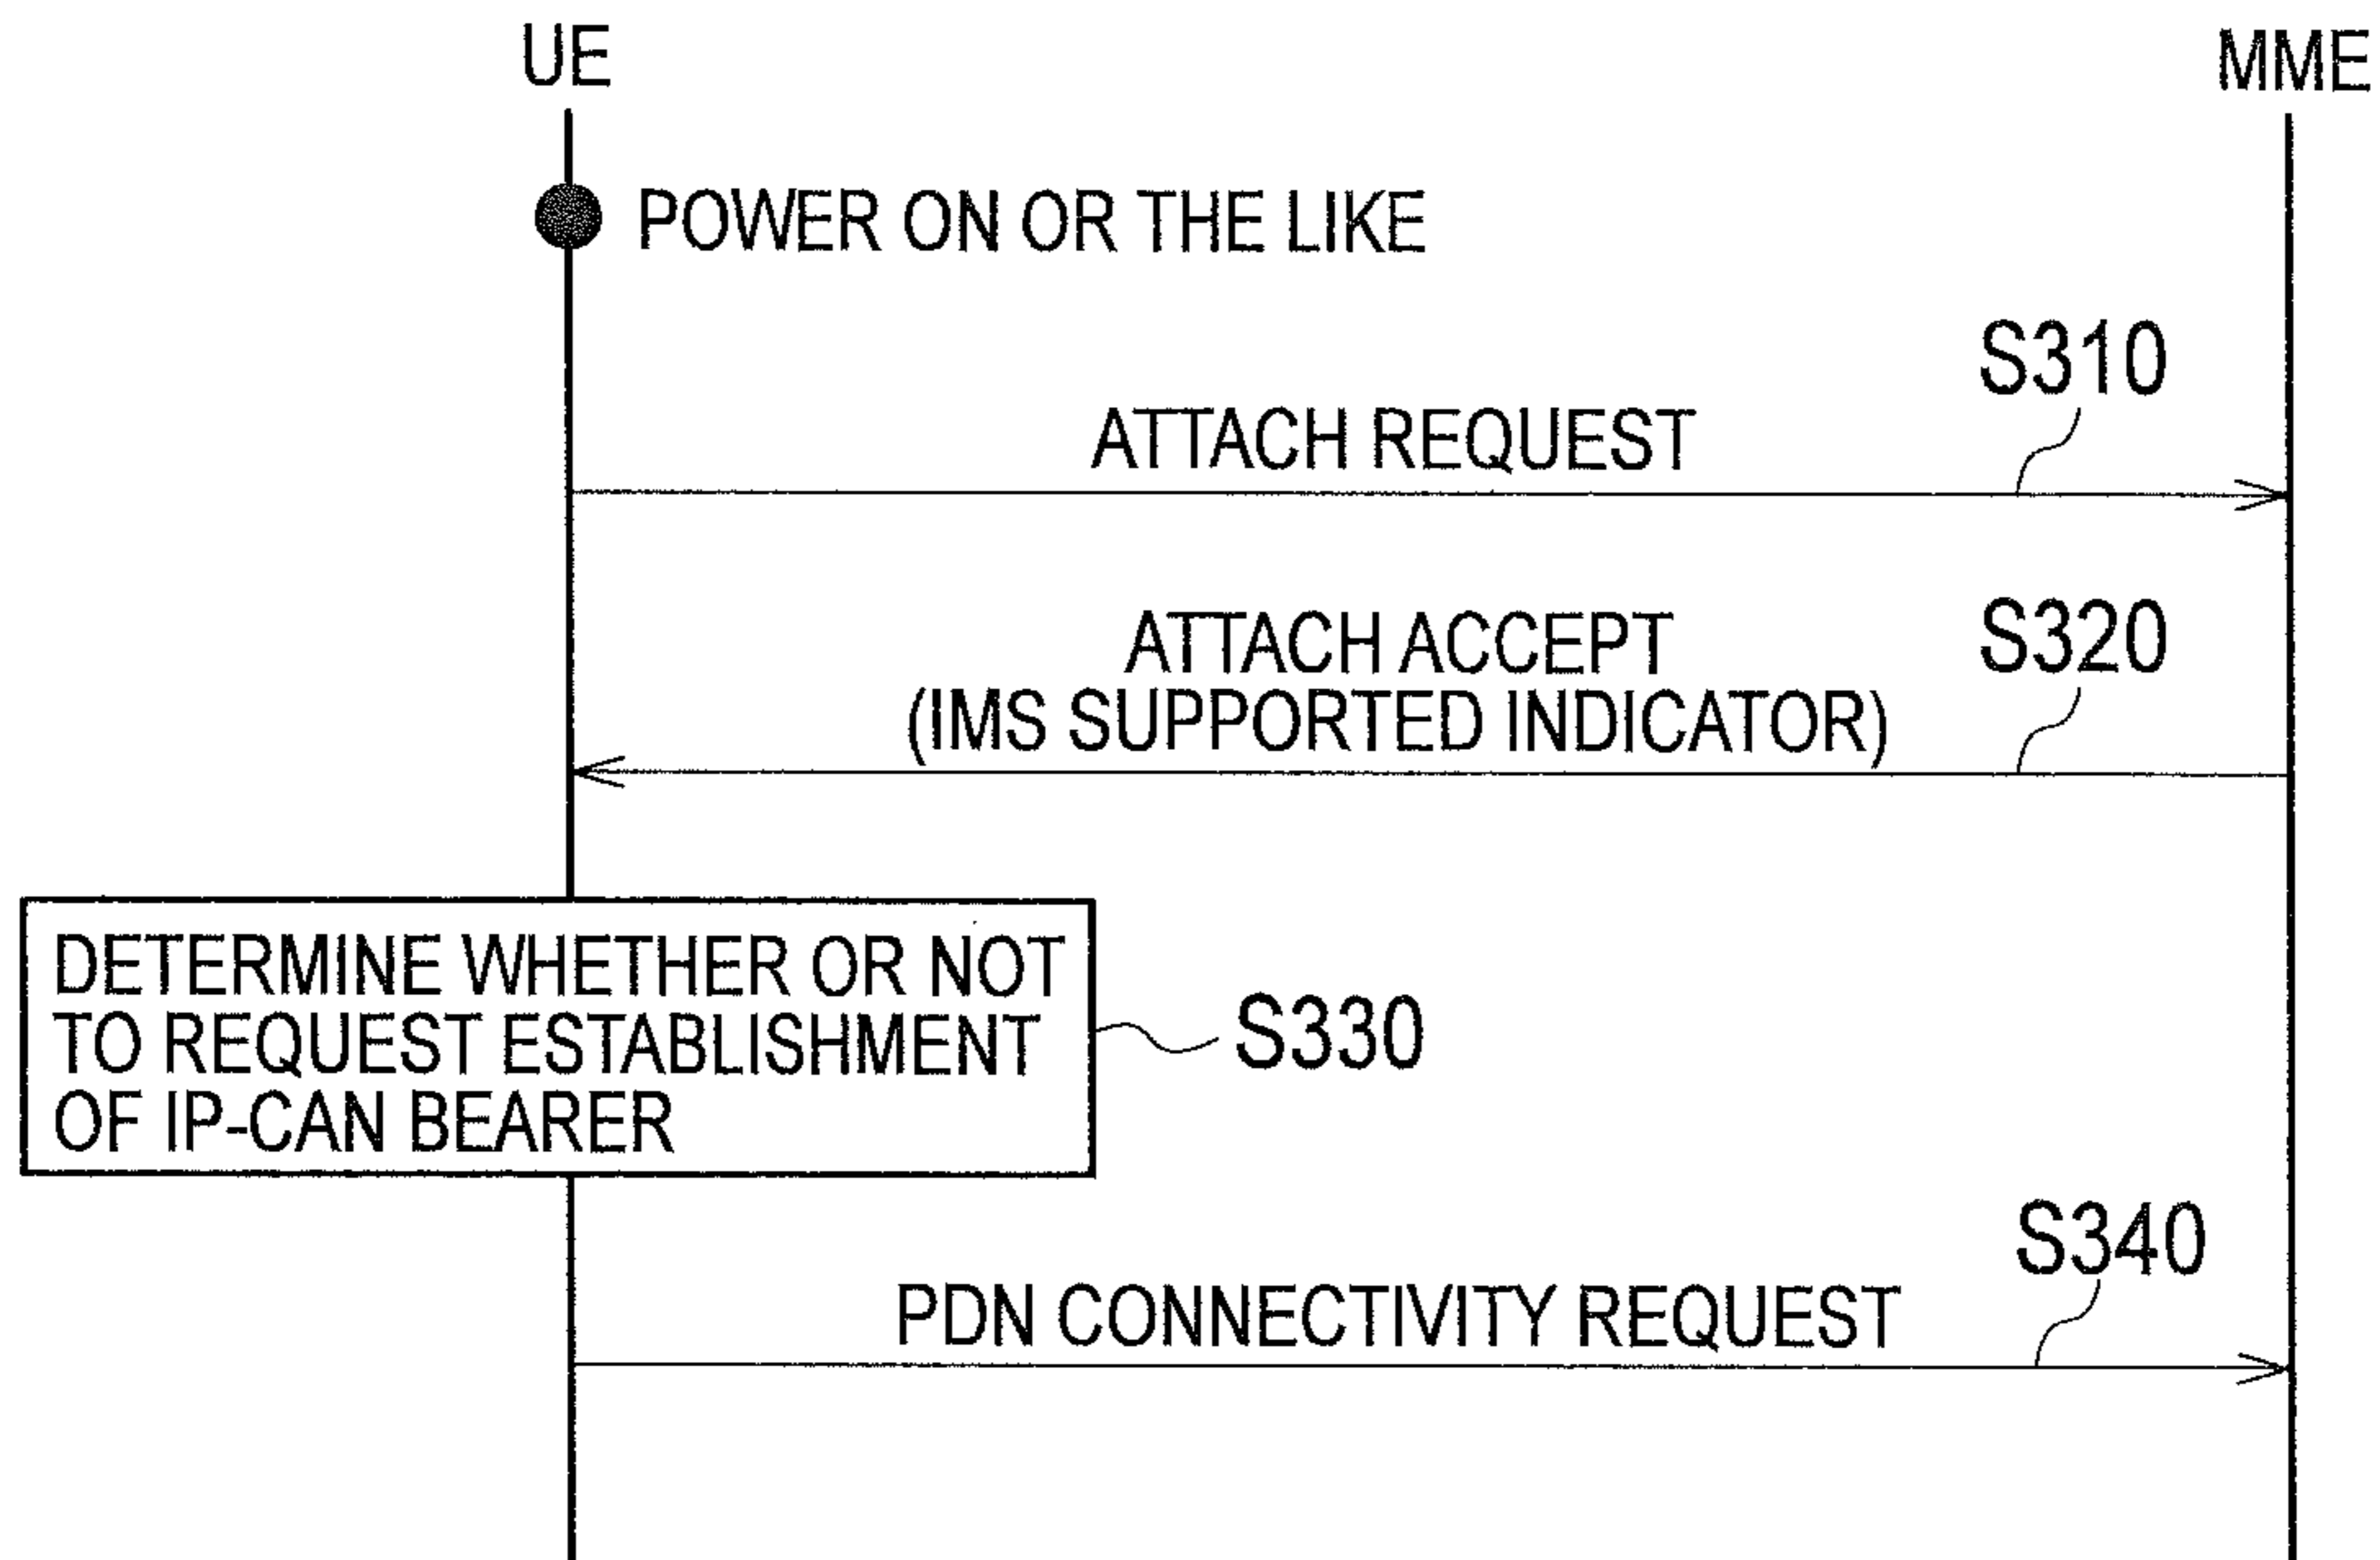 UE
MME
POWER ON OR THE LIKE
S310
ATTACH REQUEST
S320
ATTACH ACCEPT
(IMS SUPPORTED INDICATOR)
DETERMINE WHETHER OR NOT
TO REQUEST ESTABLISHMENT
OF IP-CAN BEARER
S330
S340
PDN CONNECTIVITY REQUEST